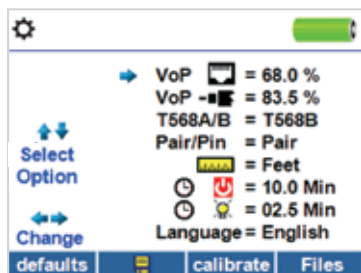 VoP = 68.0 %
VoP = 83.5 %
T568A/B = T568B
Pair/Pin = Pair
= Feet
= 10.0 Min
= 02.5 Min
Language = English
Select
Option
Change
defaults
calibrate
Files